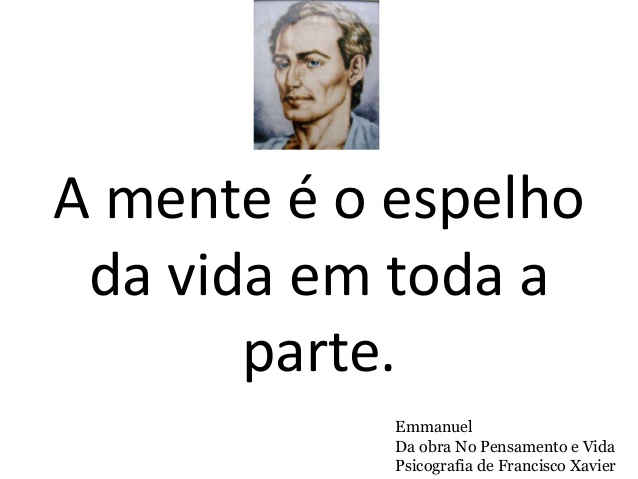 A mente é o espelho
da vida em toda a
parte.
Emmanuel
Da obra No Pensamento e Vida
Psicografia de Francisco Xavier